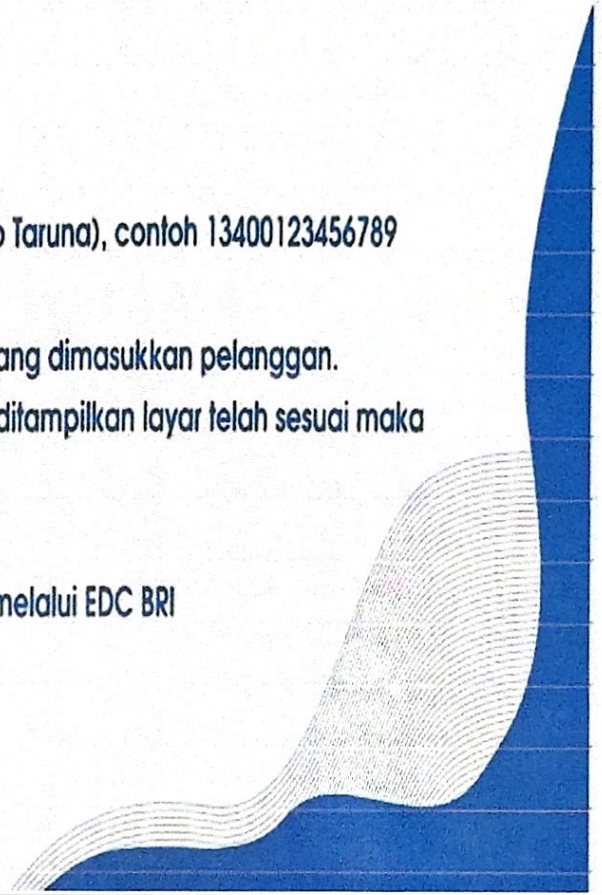 Taruna), contoh 13400123456789
ang dimasukkan pelanggan.
ditampilkan layar telah sesuai maka
melalui EDC BRI